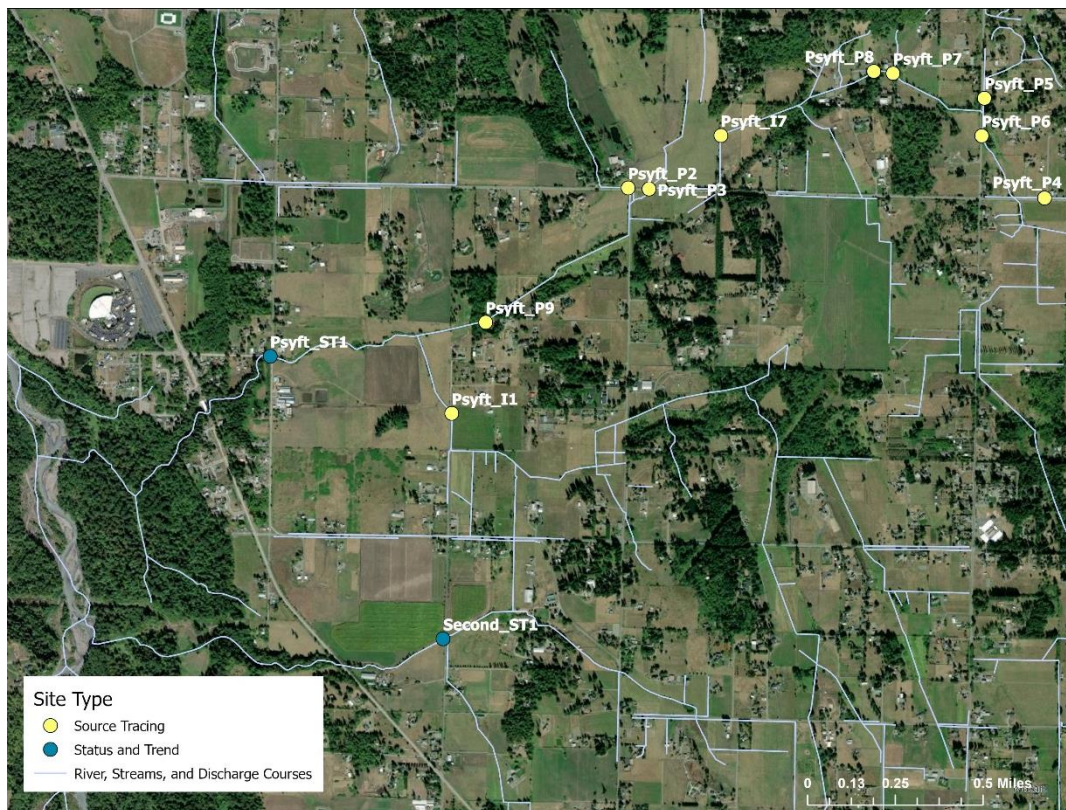 Psyft_P8
Psyft_P7
Psyft_P5
Psyft_I7
Psyft_P6
Psyft_P2
Psyft_P3
Psyft_P4
Psyft_P9
Psyft_ST1
Psyft_I1
Second_ST1
Site Type
Source Tracing
Status and Trend
River, Streams, and Discharge Courses
0 0.13 0.25 0.5 Miles